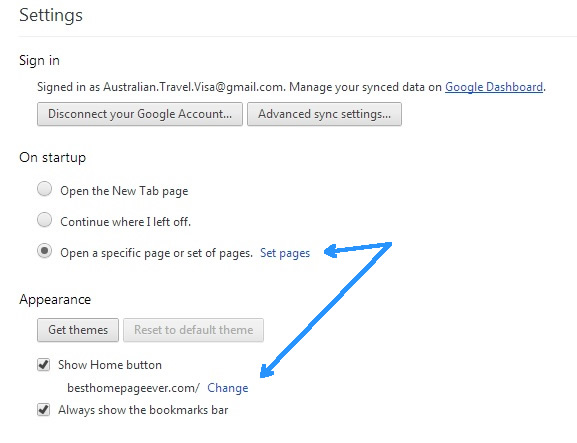 Settings
Sign in
Signed in as Australian.Travel.Visa@gmail.com. Manage your synced data on Google Dashboard.
Disconnect your Google Account... Advanced sync settings...
On startup
Open the New Tab page
Continue where I left off.
Open a specific page or set of pages. Set pages
Appearance
Get themes Reset to default theme
Show Home button
besthomepageever.com/ Change
Always show the bookmarks bar